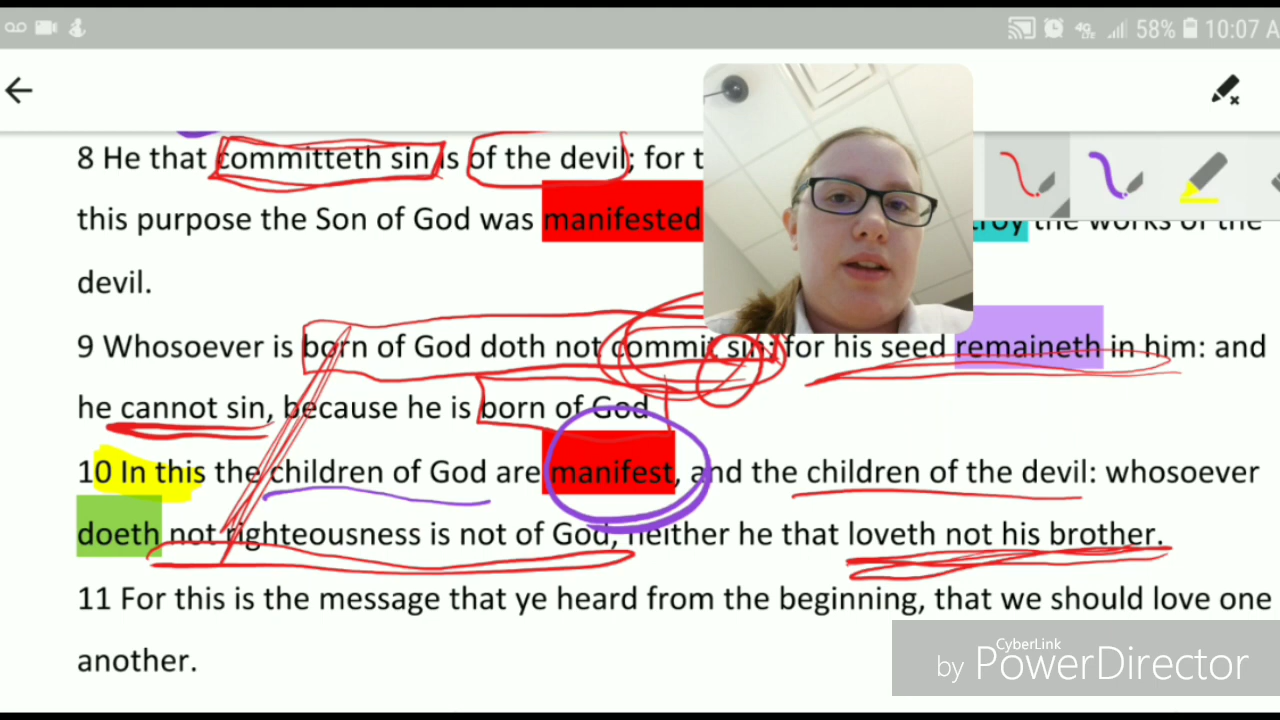 58% 10:07 A
8 He that committeth sin is of the devil; for t
this purpose the Son of God was manifested troy the works of the
devil.
9 Whosoever is born of God doth not commit sin; for his seed remaineth in him: and
he cannot sin, because he is born of God
10 In this the children of God are manifest, and the children of the devil: whosoever
doeth not righteousness is not of God, neither he that loveth not his brother.
11 For this is the message that ye heard from the beginning, that we should love one
another.
CyberLink
by PowerDirector